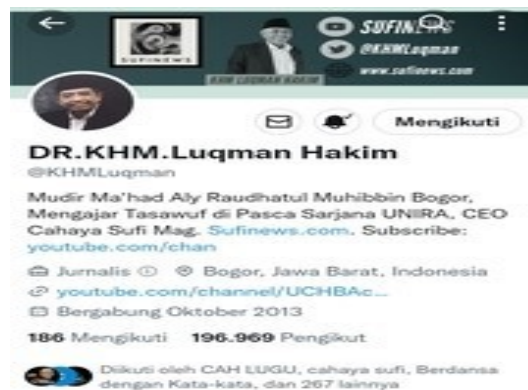 SUFINEWS
SUFINEWS
@KHMLuqman
www.sufinews.com
KHM LUQMAN HAKIM
Mengikuti
DR.KHM.Luqman Hakim
@KHMLuqman
Mudir Ma'had Aly Raudhatul Muhibbin Bogor,
Mengajar Tasawuf di Pasca Sarjana UNIRA, CEO
Cahaya Sufi Mag. Sufinews.com. Subscribe:
youtube.com/chan
Jurnalis Bogor, Jawa Barat, Indonesia
youtube.com/channel/UCHBAc...
Bergabung Oktober 2013
186 Mengikuti 196.969 Pengikut
Diikuti oleh CAH LUGU, cahaya sufi, Berdansa
dengan Kata-kata, dan 267 lainnya